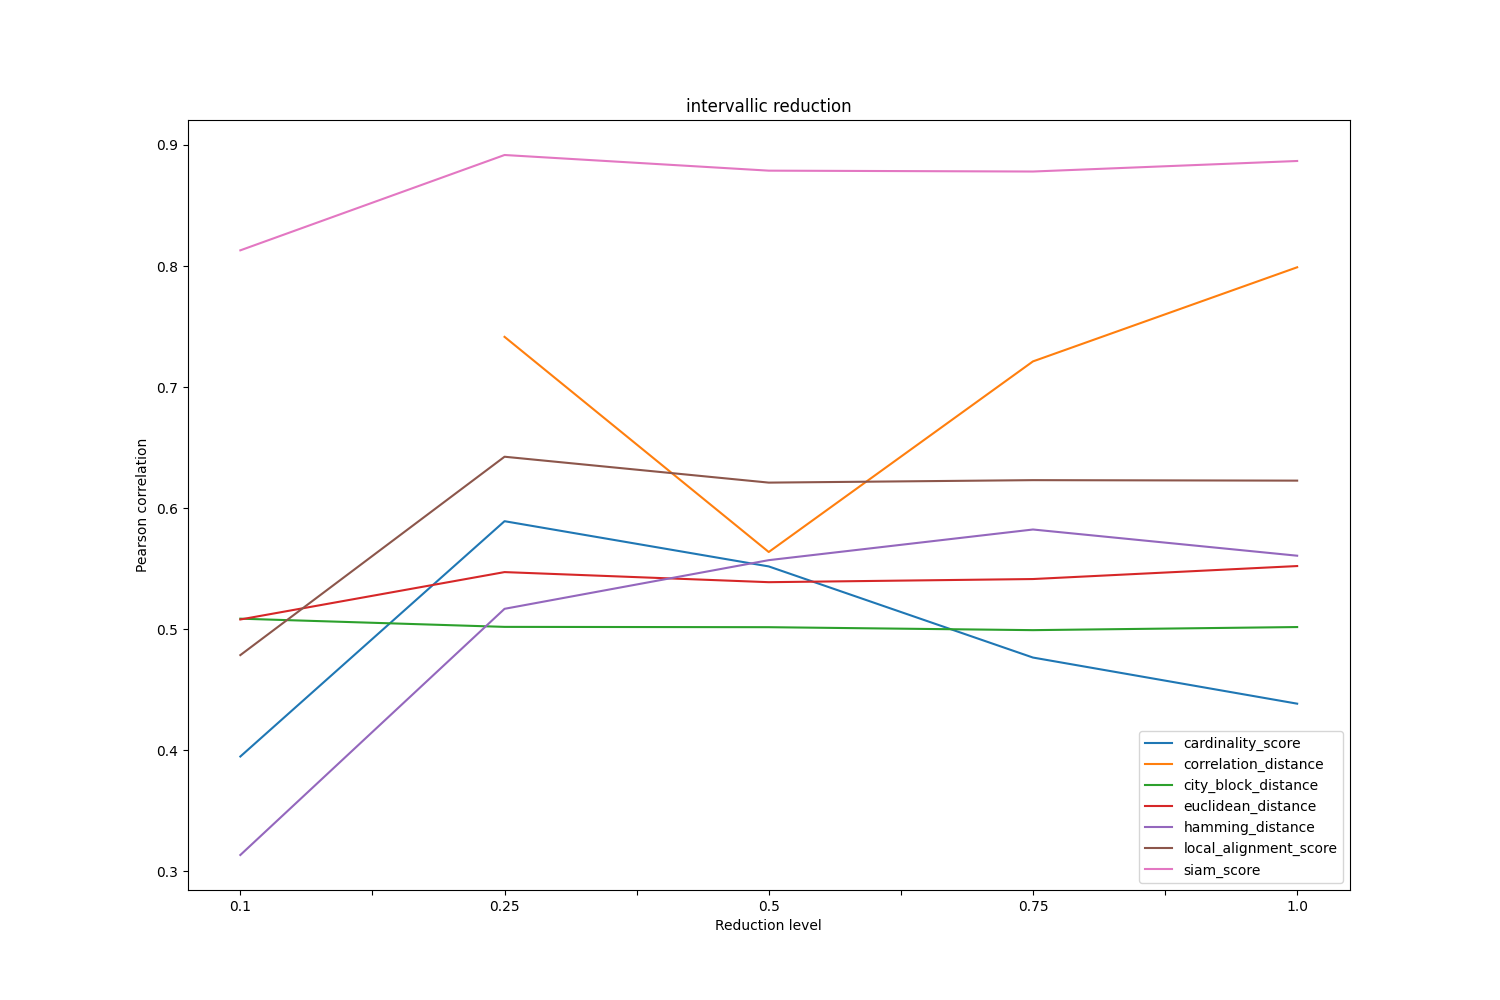 intervallic reduction
Pearson correlation
0.9
0.8
0.7
0.6
0.5
0.4
0.3
0.1 0.25 0.5 0.75 1.0
Reduction level
cardinality_score
correlation_distance
city_block_distance
euclidean_distance
hamming_distance
local_alignment_score
siam_score